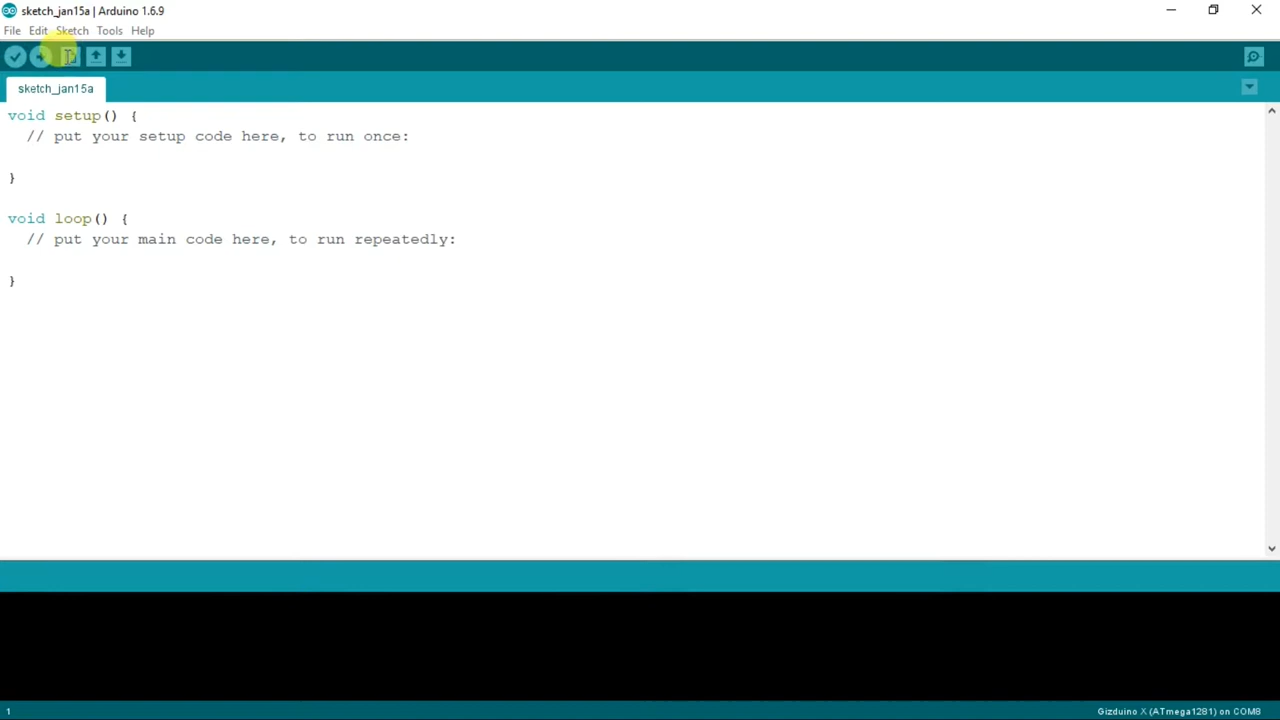 sketch_jan15a | Arduino 1.6.9
File Edit Sketch Tools Help
sketch_jan15a
void setup() {
  // put your setup code here, to run once:
}
void loop() {
  // put your main code here, to run repeatedly:
}
1
Gizduino X (ATmega1281) on COM8